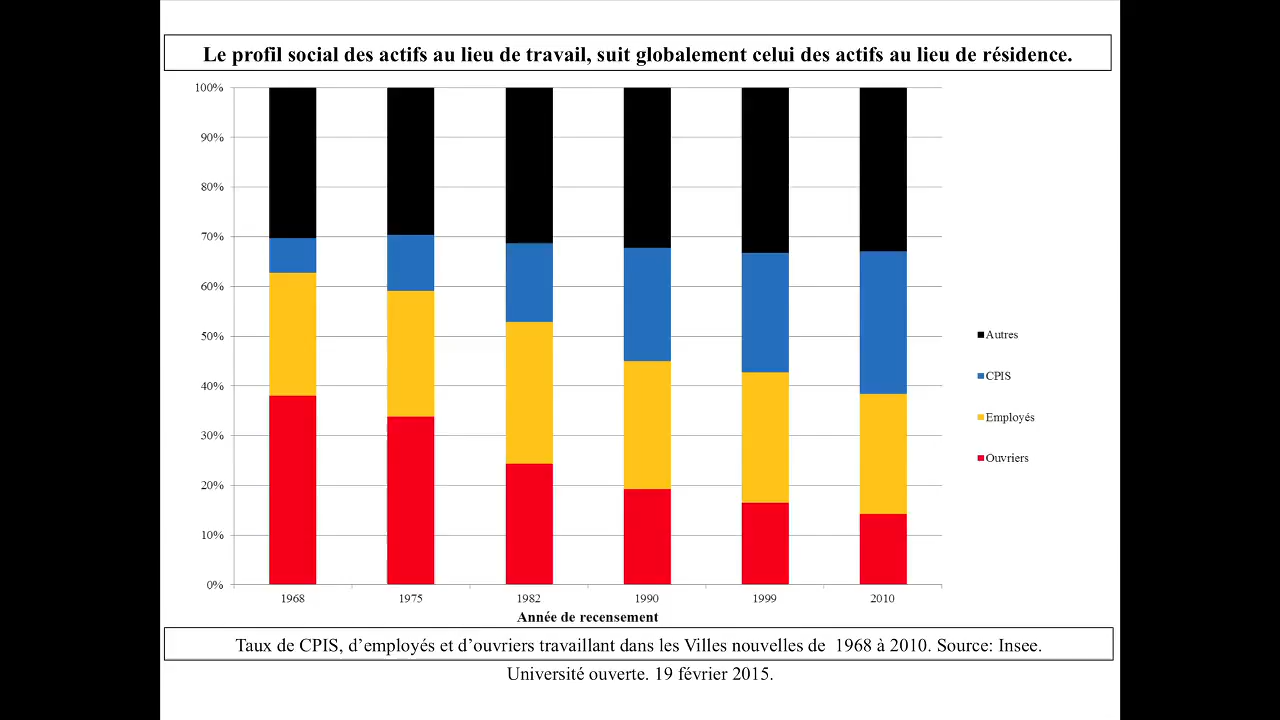 Le profil social des actifs au lieu de travail, suit globalement celui des actifs au lieu de résidence.
100%
90%
80%
70%
60%
50%
40%
30%
20%
10%
0%
1968 1975 1982 1990 1999 2010
Année de recensement
Autres
CPIS
Employés
Ouvriers
Taux de CPIS, d’employés et d’ouvriers travaillant dans les Villes nouvelles de 1968 à 2010. Source: Insee.
Université ouverte. 19 février 2015.